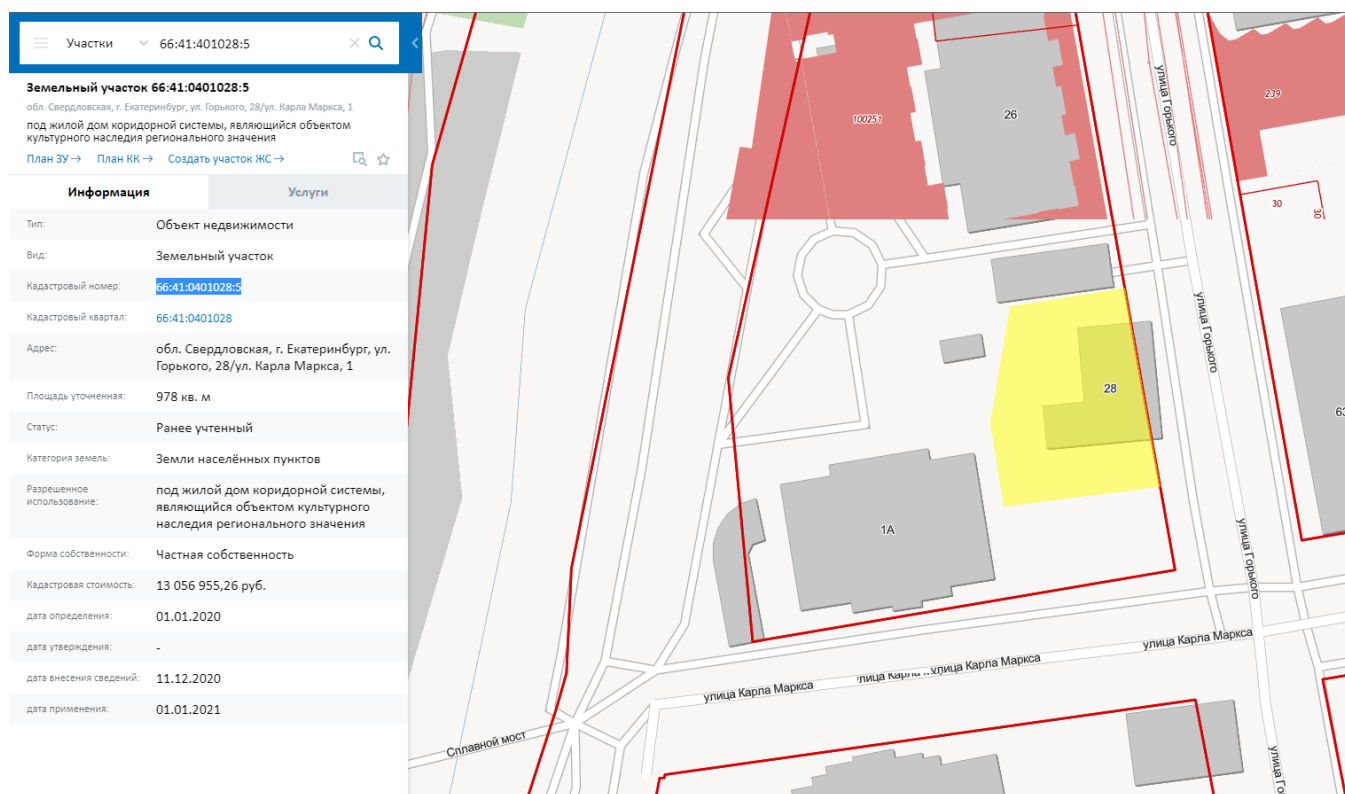 Участки 66:41:401028:5
Земельный участок 66:41:0401028:5
обл. Свердловская, г. Екатеринбург, ул. Горького, 28/ул. Карла Маркса, 1
под жилой дом коридорной системы, являющийся объектом
культурного наследия регионального значения
План ЗУ → План КК → Создать участок ЖС →
Информация Услуги
Тип: Объект недвижимости
Вид: Земельный участок
Кадастровый номер: 66:41:0401028:5
Кадастровый квартал: 66:41:0401028
Адрес: обл. Свердловская, г. Екатеринбург, ул.
Горького, 28/ул. Карла Маркса, 1
Площадь уточненная: 978 кв. м
Статус: Ранее учтенный
Категория земель: Земли населённых пунктов
Разрешенное
использование:
под жилой дом коридорной системы,
являющийся объектом культурного
наследия регионального значения
Форма собственности: Частная собственность
Кадастровая стоимость: 13 056 955,26 руб.
дата определения: 01.01.2020
дата утверждения: -
дата внесения сведений: 11.12.2020
дата применения: 01.01.2021
улица Горького
239
100251
26
30
30
улица Горького
28
63
1А
улица Горького
улица Карла Маркса
улица Карла Маркса
улица Карла Маркса
Сплавной мост